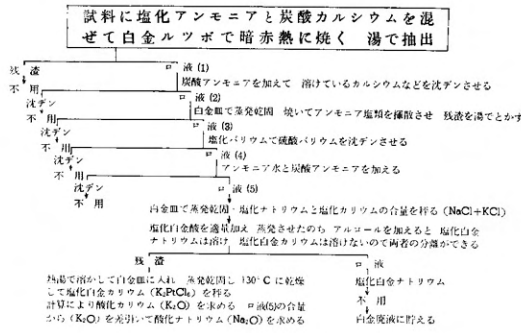 試料に塩化アンモニアと炭酸カルシウムを混
ぜて白金ルツボで暗赤熱に焼く 湯で抽出
残渣
ロ 液 (1)
不用
炭酸アンモニアを加えて 溶けているカルシウムなどを沈デンさせる
沈デン
ロ 液 (2)
不用
白金皿で蒸発乾固 焼いてアンモニア塩類を揮散させ 残渣を湯でとかす
沈デン
ロ 液 (3)
不用
塩化バリウムで硫酸バリウムを沈デンさせる
沈デン
ロ 液 (4)
不用
アンモニア水と炭酸アンモニアを加える
沈デン
ロ 液 (5)
不用
白金皿で蒸発乾固・塩化ナトリウムと塩化カリウムの合量を秤る (NaCl+KCl)
塩化白金酸を適量加え 蒸発させたのち アルコールを加えると 塩化白金
ナトリウムは溶け 塩化白金カリウムは溶けないので両者の分離ができる
残渣
ロ 液
熱湯で溶かして白金皿に入れ 蒸発乾固し 130°C に乾燥
して塩化白金カリウム (K₂PtCl₆) を秤る
計算により酸化カリウム (K₂O) を求める ロ液(5)の合量
から (K₂O) を差引いて酸化ナトリウム (Na₂O) を求める
塩化白金ナトリウム
不用
白金廃液に貯える